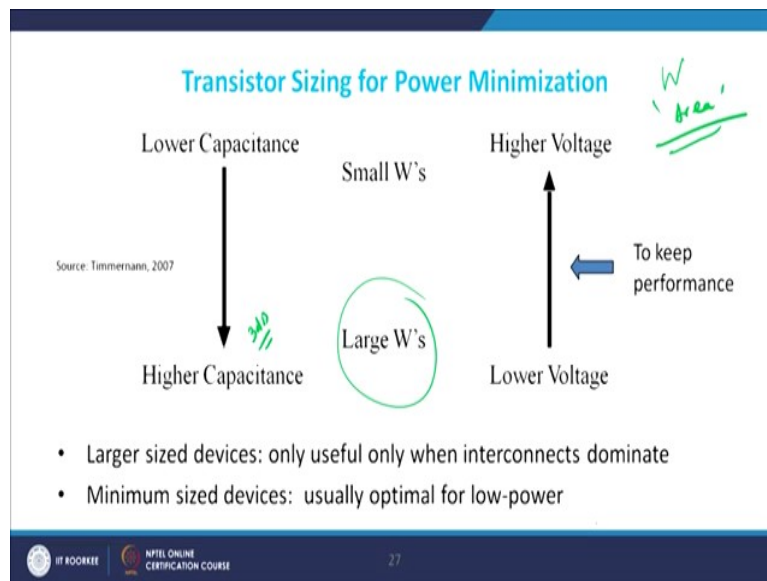 Transistor Sizing for Power Minimization
W
'Area'
Lower Capacitance
Small W's
Higher Voltage
Source: Timmernann, 2007
To keep
performance
Large W's
Higher Capacitance
Lower Voltage
• Larger sized devices: only useful only when interconnects dominate
• Minimum sized devices: usually optimal for low-power
IIT ROORKEE
NPTEL ONLINE
CERTIFICATION COURSE
27